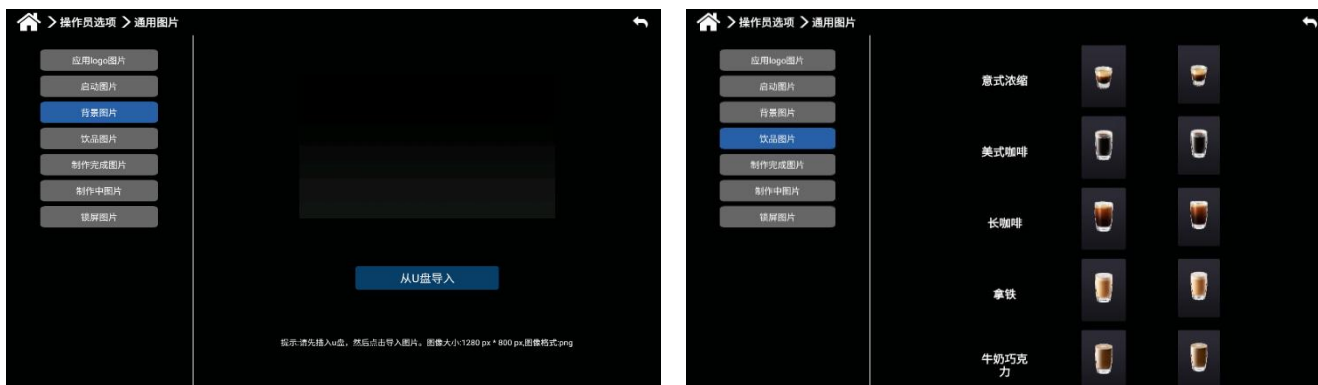 操作员选项 > 通用图片
应用logo图片
启动图片
背景图片
饮品图片
制作完成图片
制作中图片
锁屏图片
从U盘导入
提示:请先插入u盘，然后点击导入图片。图像大小:1280 px * 800 px,图像格式:png
操作员选项 > 通用图片
应用logo图片
启动图片
背景图片
饮品图片
制作完成图片
制作中图片
锁屏图片
意式浓缩
美式咖啡
长咖啡
拿铁
牛奶巧克
力